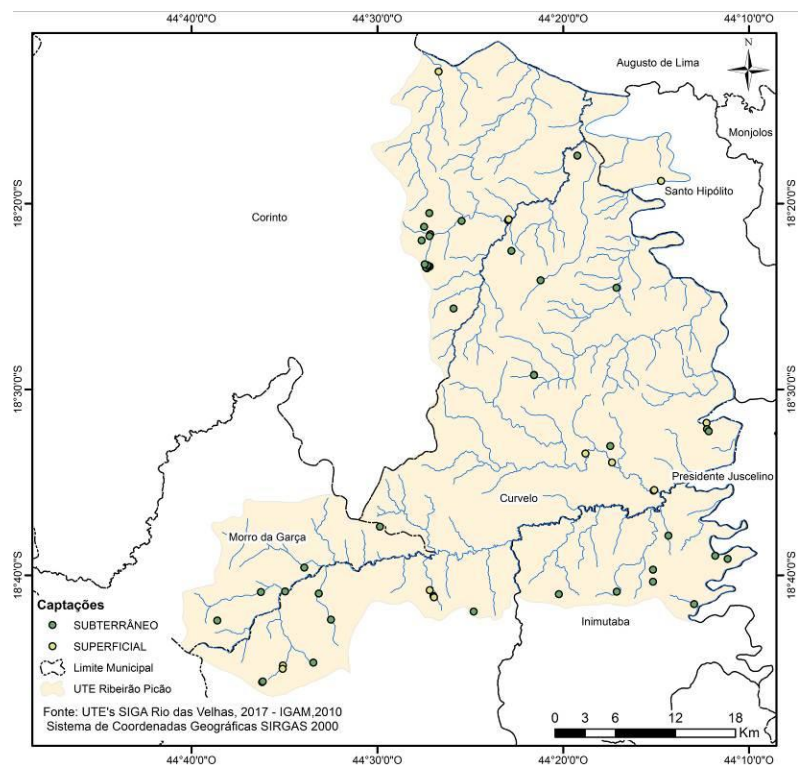 44°40'0"S
44°30'0"S
44°20'0"S
44°10'0"S
N
Augusto de Lima
Monjolos
Santo Hipólito
18°20'0"S
18°20'0"S
Corinto
18°30'0"S
18°30'0"S
Presidente Juscelino
Curvelo
Morro da Garça
18°40'0"S
18°40'0"S
Inimutaba
Captações
SUBTERRÂNEO
SUPERFICIAL
Limite Municipal
UTE Ribeirão Picão
Fonte: UTE's SIGA Rio das Velhas, 2017 - IGAM,2010
Sistema de Coordenadas Geográficas SIRGAS 2000
0 3 6 12 18
Km
44°40'0"S
44°30'0"S
44°20'0"S
44°10'0"S